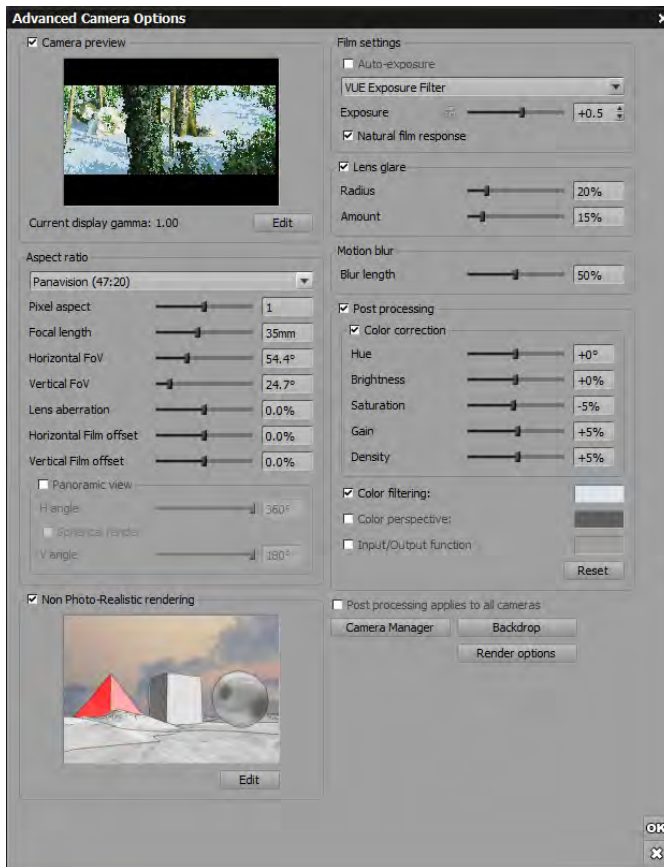 Advanced Camera Options
Camera preview
Current display gamma: 1.00
Edit
Aspect ratio
Panavision (47:20)
Pixel aspect 1
Focal length 35mm
Horizontal FoV 54.4°
Vertical FoV 24.7°
Lens aberration 0.0%
Horizontal Film offset 0.0%
Vertical Film offset 0.0%
Panoramic view
H angle 360°
Spherical render
V angle 180°
Non Photo-Realistic rendering
Edit
Film settings
Auto-exposure
VUE Exposure Filter
Exposure +0.5
Natural film response
Lens glare
Radius 20%
Amount 15%
Motion blur
Blur length 50%
Post processing
Color correction
Hue +0°
Brightness +0%
Saturation -5%
Gain +5%
Density +5%
Color filtering:
Color perspective:
Input/Output function
Reset
Post processing applies to all cameras
Camera Manager Backdrop
Render options
OK